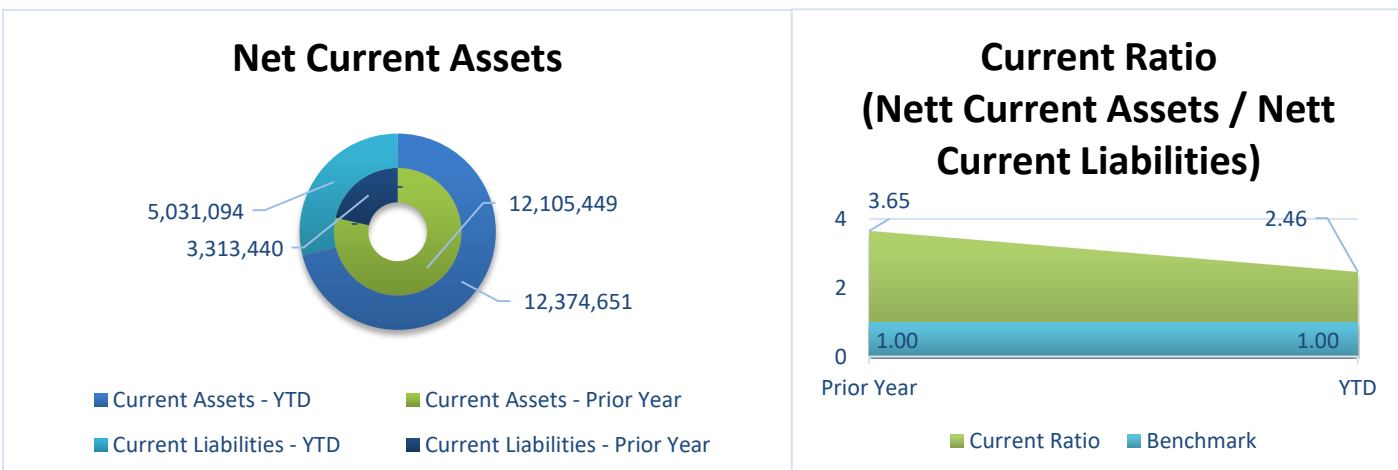 Net Current Assets
5,031,094
3,313,440
12,105,449
12,374,651
-
-
Current Assets - YTD
Current Assets - Prior Year
Current Liabilities - YTD
Current Liabilities - Prior Year
Current Ratio
(Nett Current Assets / Nett
Current Liabilities)
3.65
2.46
4
2
0
1.00
1.00
Prior Year
YTD
Current Ratio
Benchmark